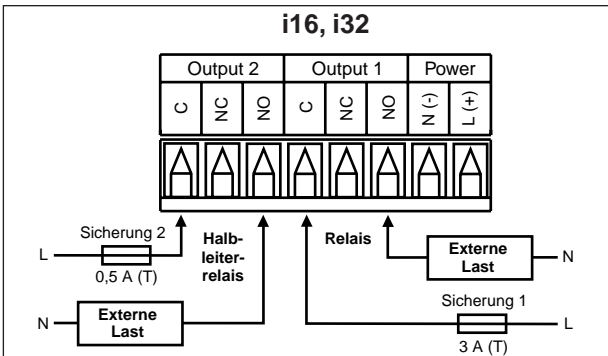 i16, i32
Output 2 Output 1 Power
C NC NO C NC NO N (-) L (+)
Sicherung 2
L
0,5 A (T)
Halb-
leiter-
relais
Relais
Externe
Last
N
N
Externe
Last
Sicherung 1
L
3 A (T)